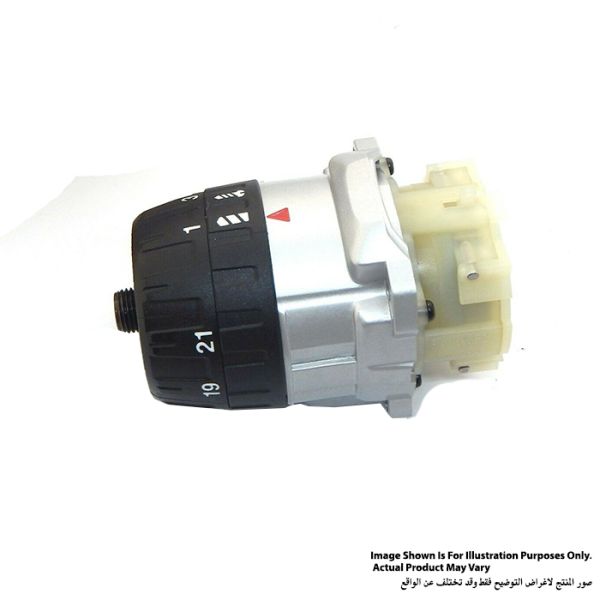 3
1
21
19
Image Shown Is For Illustration Purposes Only.
Actual Product May Vary
صور المنتج لاغراض التوضيح فقط وقد تختلف عن الواقع